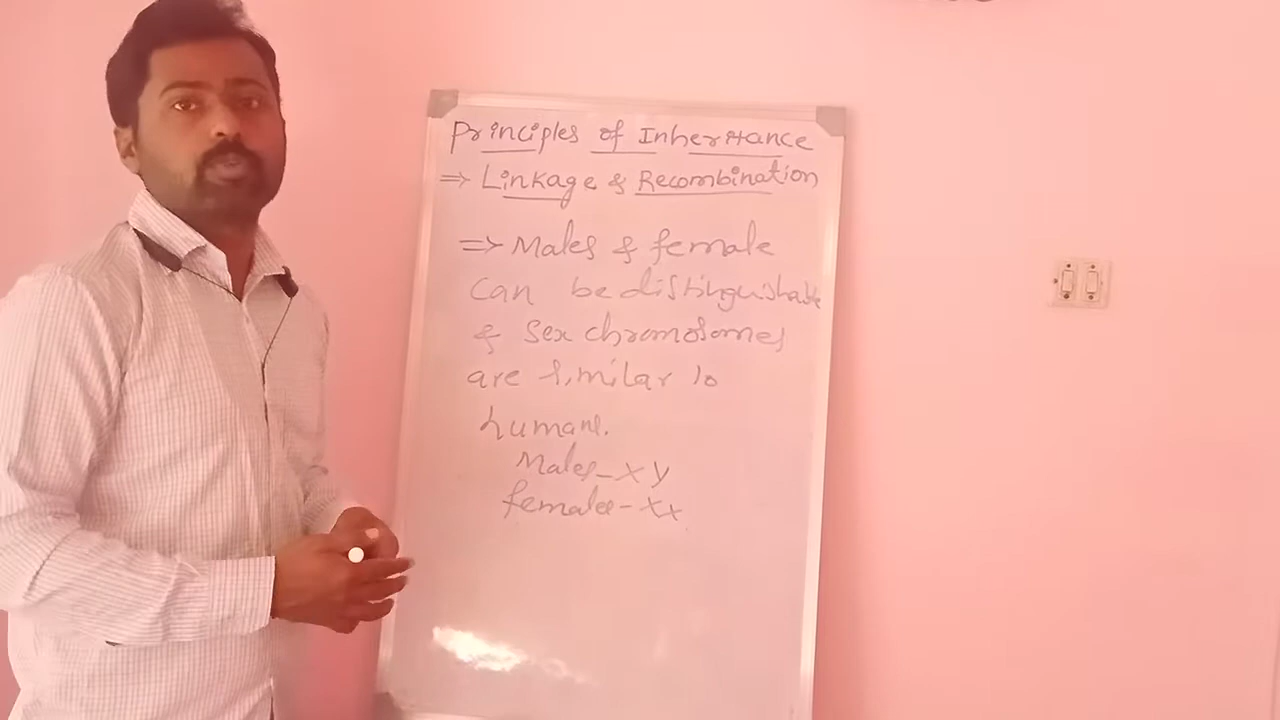 Principles of Inheritance
⇒ Linkage & Recombination
⇒ Males & female
can be distinguishable
& sex chromosomes
are similar to
humans.
Males - XY
females - XX